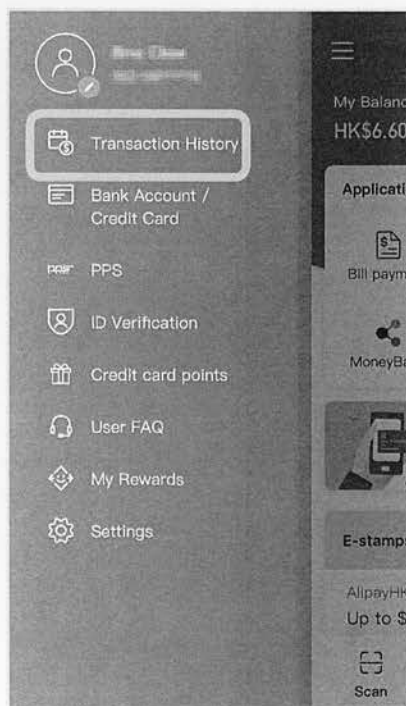 Transaction History
Bank Account /
Credit Card
PPS
ID Verification
Credit card points
User FAQ
My Rewards
Settings
My Balanc
HK$6.60
Applicati
Bill paym
MoneyBa
E-stamps
AlipayHK
Up to $
Scan